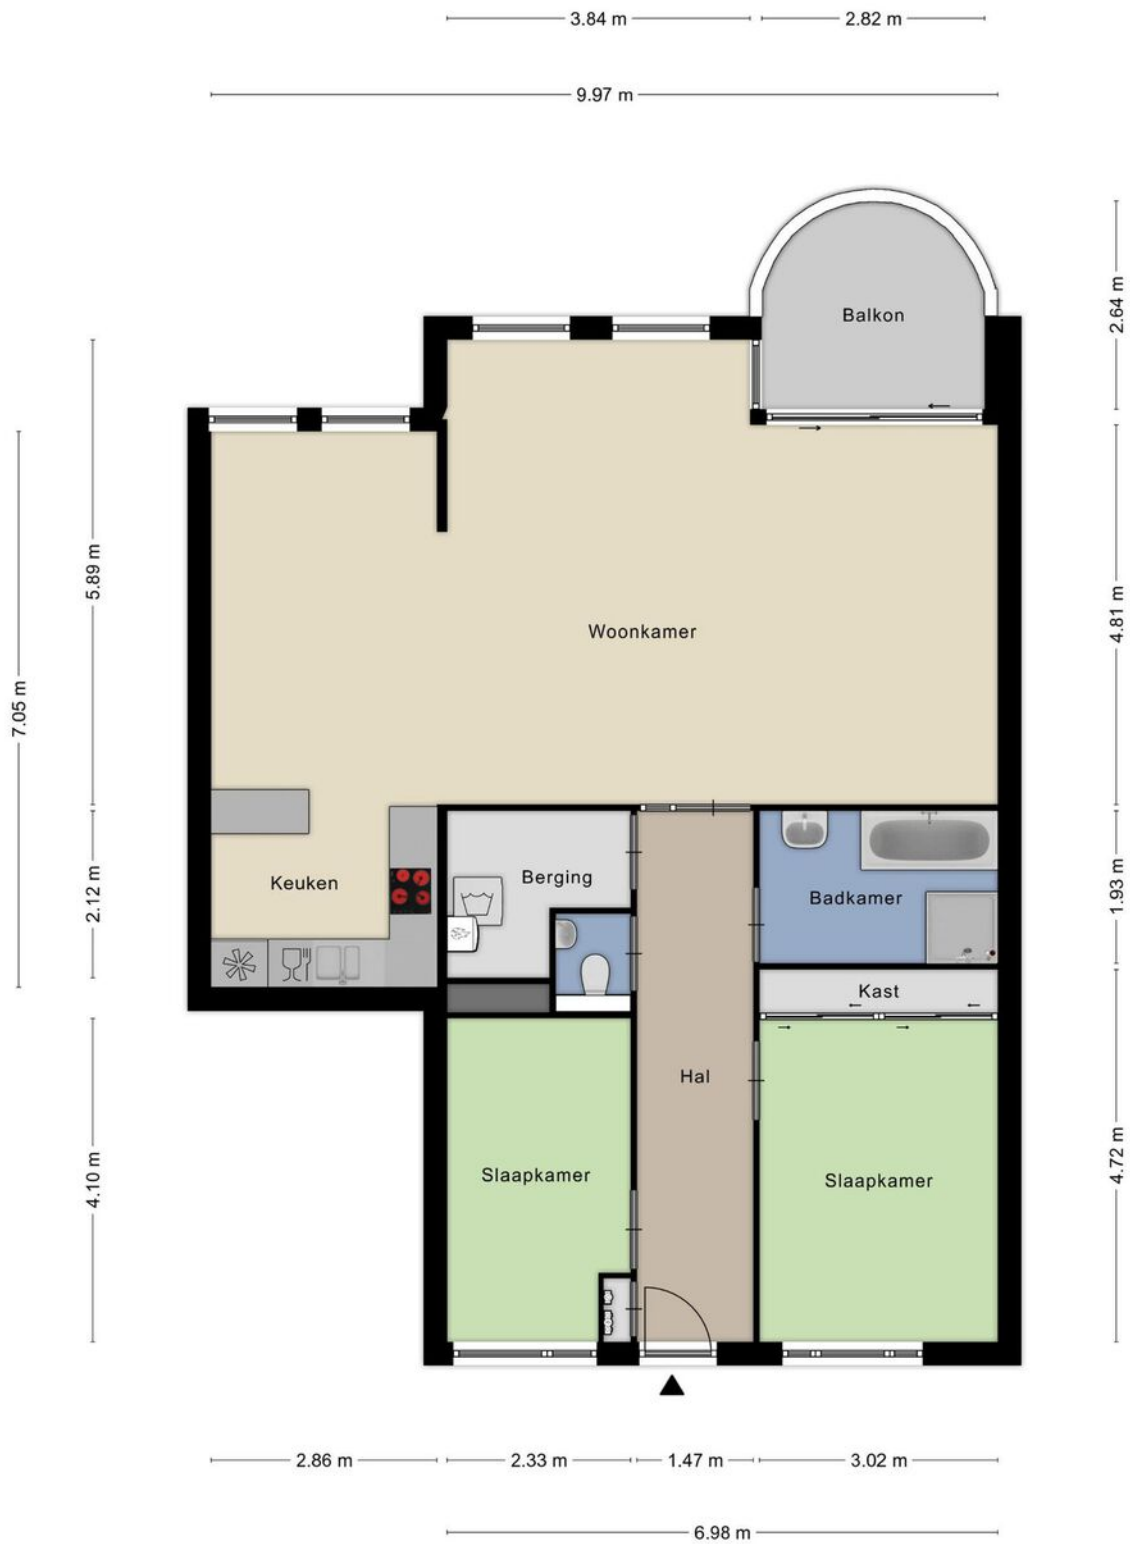 3.84 m
2.82 m
9.97 m
2.64 m
Balkon
5.89 m
4.81 m
Woonkamer
7.05 m
2.12 m
Keuken
Berging
Badkamer
1.93 m
Kast
Hal
4.10 m
Slaapkamer
Slaapkamer
4.72 m
2.86 m
2.33 m
1.47 m
3.02 m
6.98 m